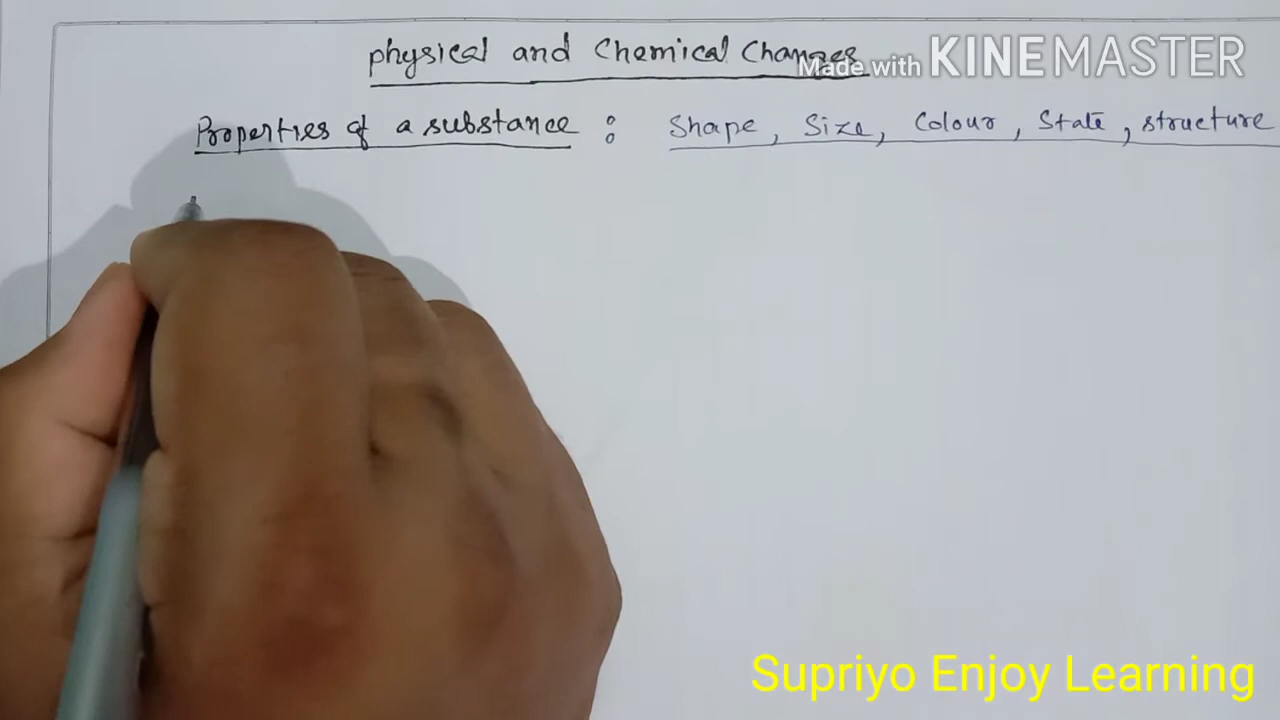 physical and Chemical Changes
Made with KINEMASTER
Properties of a substance : Shape, Size, Colour, State, structure
Supriyo Enjoy Learning